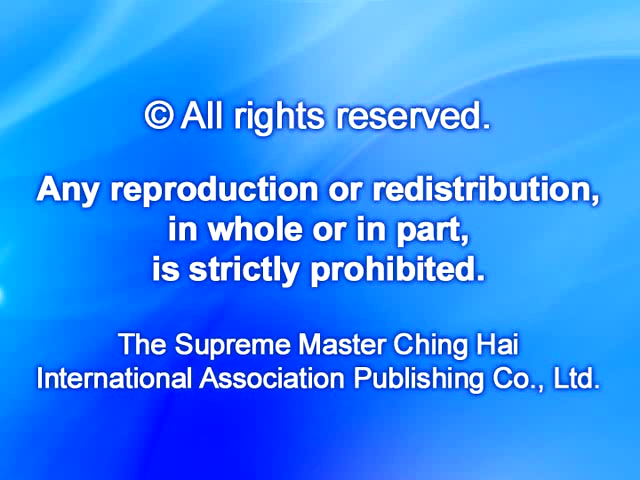 © All rights reserved.
Any reproduction or redistribution,
in whole or in part,
is strictly prohibited.
The Supreme Master Ching Hai
International Association Publishing Co., Ltd.